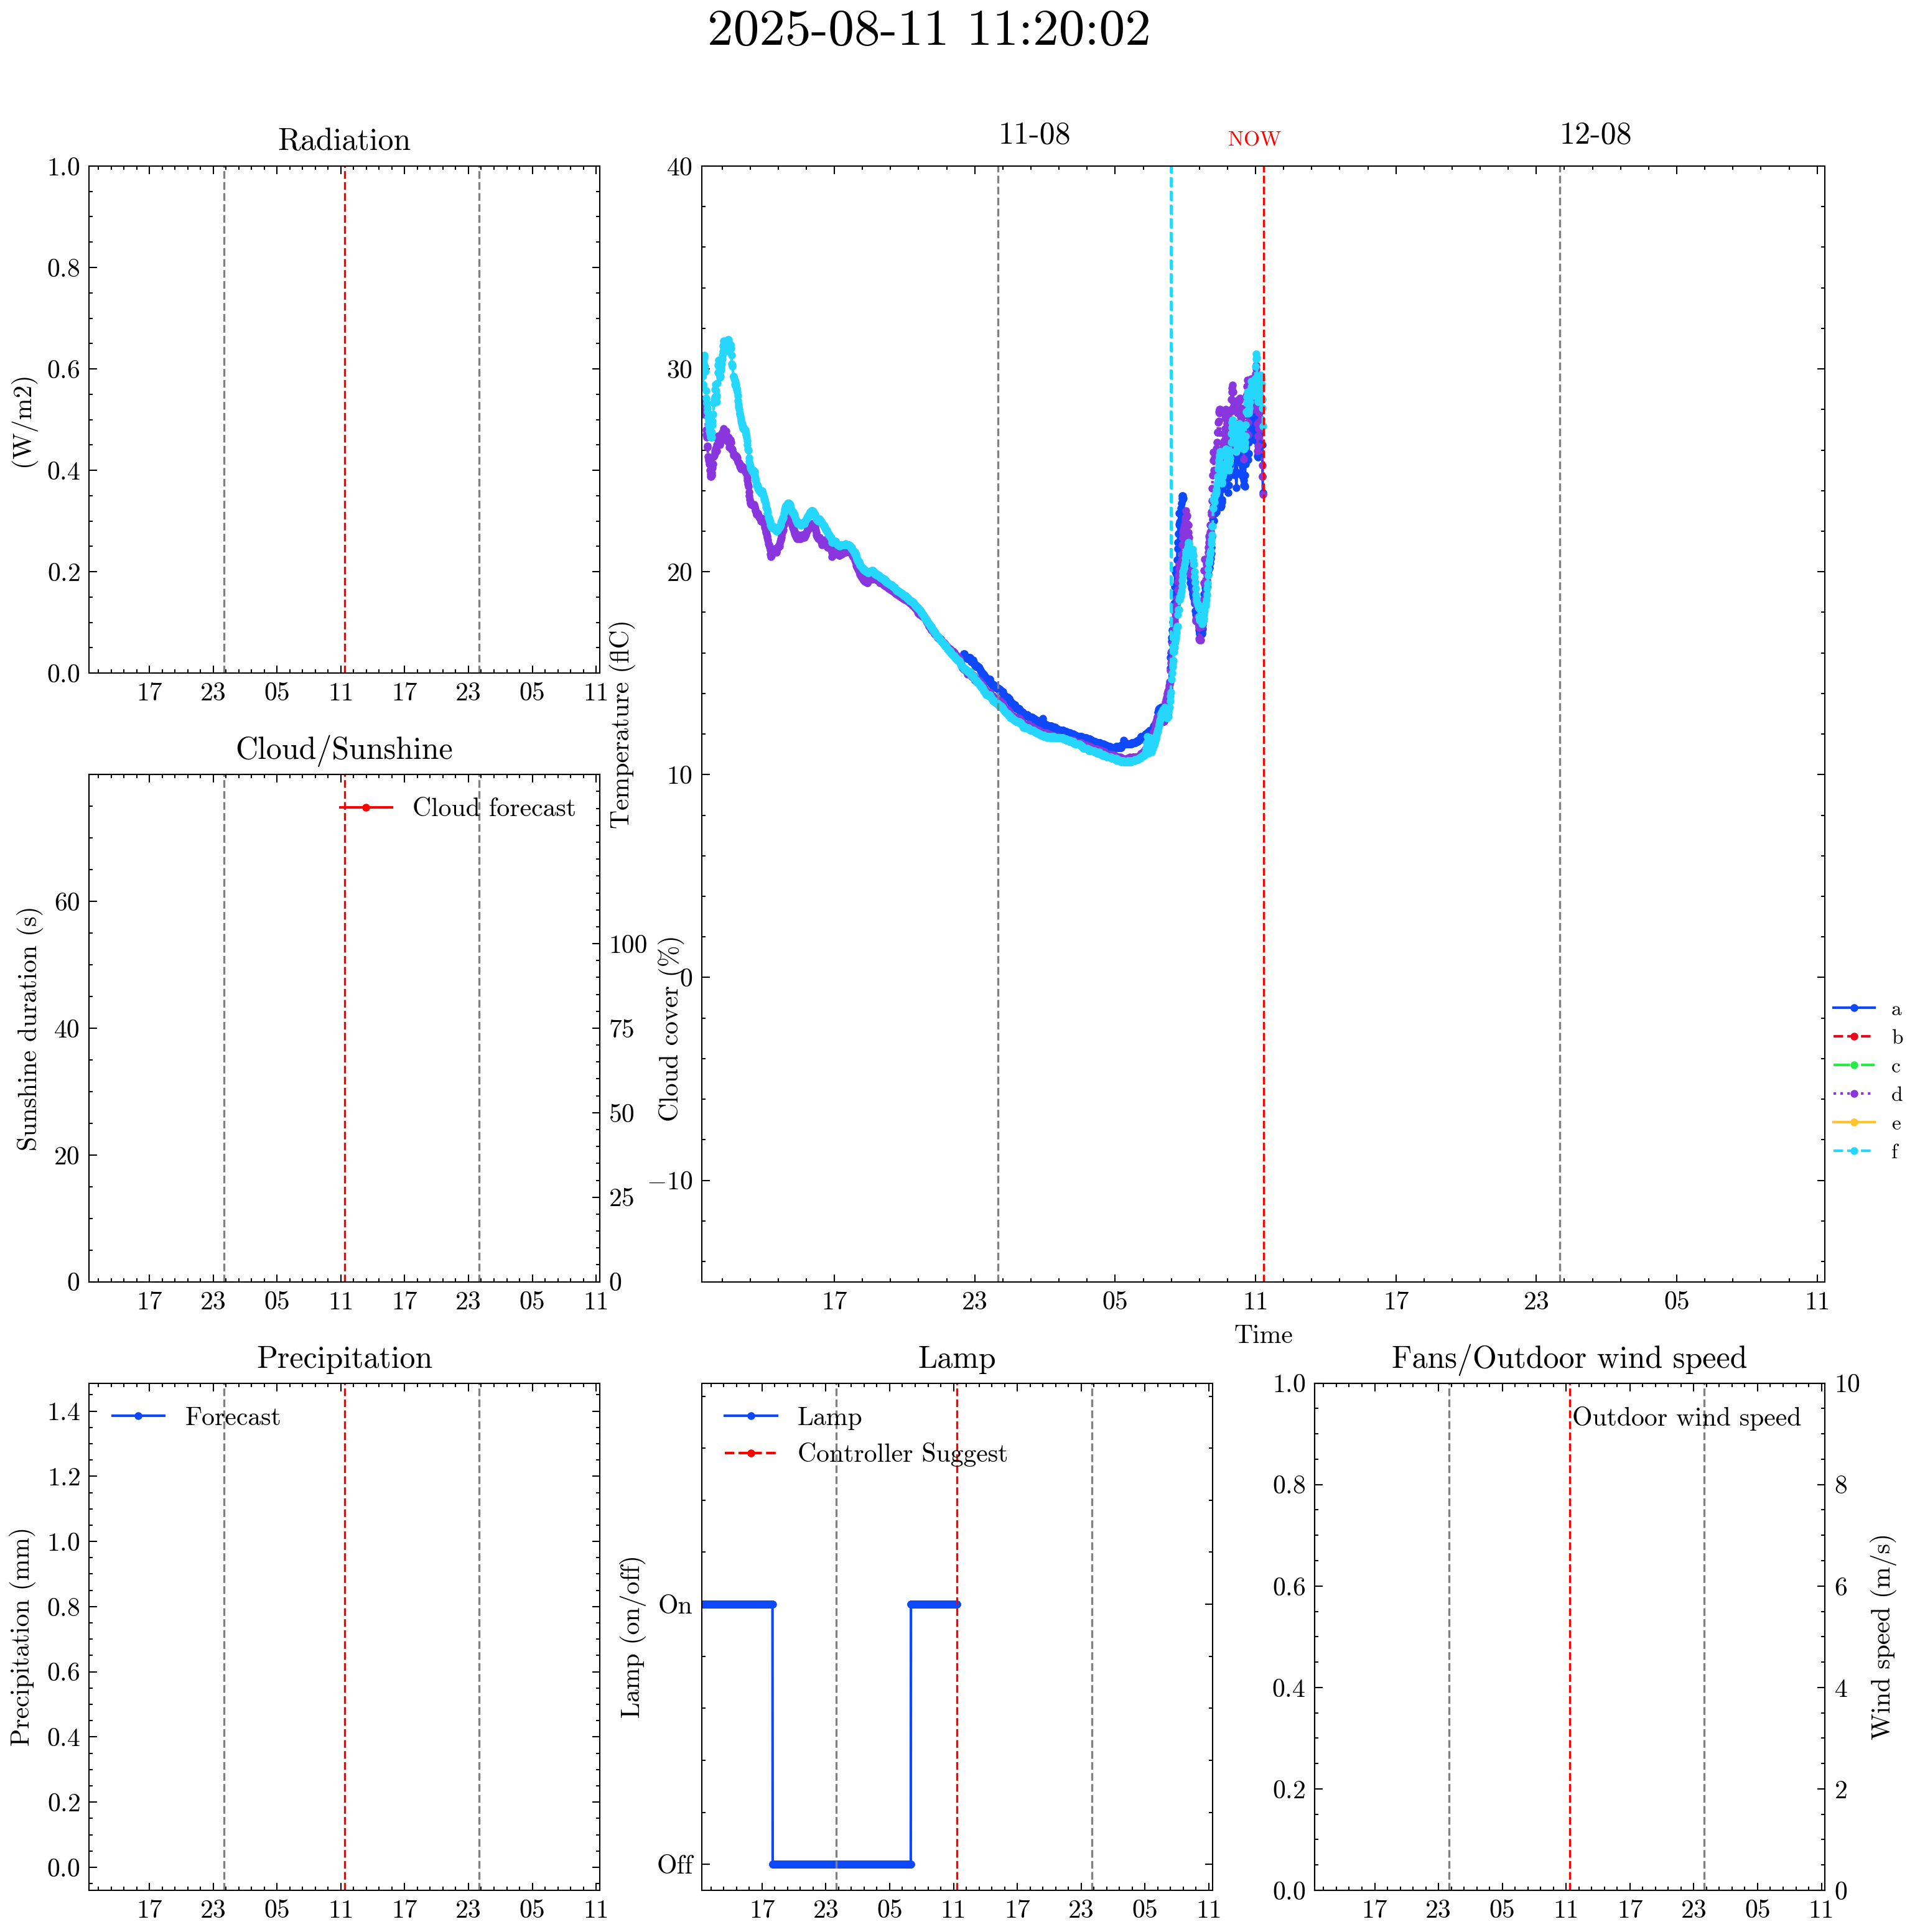 2025-08-11 11:20:02
Radiation
(W/m2)
1.0
0.8
0.6
0.4
0.2
0.0
17 23 05 11 17 23 05 11
11-08 NOW 12-08
Temperature (flC)
40
30
20
10
0
−10
17 23 05 11 17 23 05 11
Time
a
b
c
d
e
f
Cloud/Sunshine
Cloud forecast
Sunshine duration (s)
60
40
20
0
Cloud cover (%)
100
75
50
25
0
17 23 05 11 17 23 05 11
Precipitation
Forecast
Precipitation (mm)
1.4
1.2
1.0
0.8
0.6
0.4
0.2
0.0
17 23 05 11 17 23 05 11
Lamp
Lamp
Controller Suggest
Lamp (on/off)
On
Off
17 23 05 11 17 23 05 11
Fans/Outdoor wind speed
Outdoor wind speed
1.0
0.8
0.6
0.4
0.2
0.0
10
8
6
4
2
0
Wind speed (m/s)
17 23 05 11 17 23 05 11